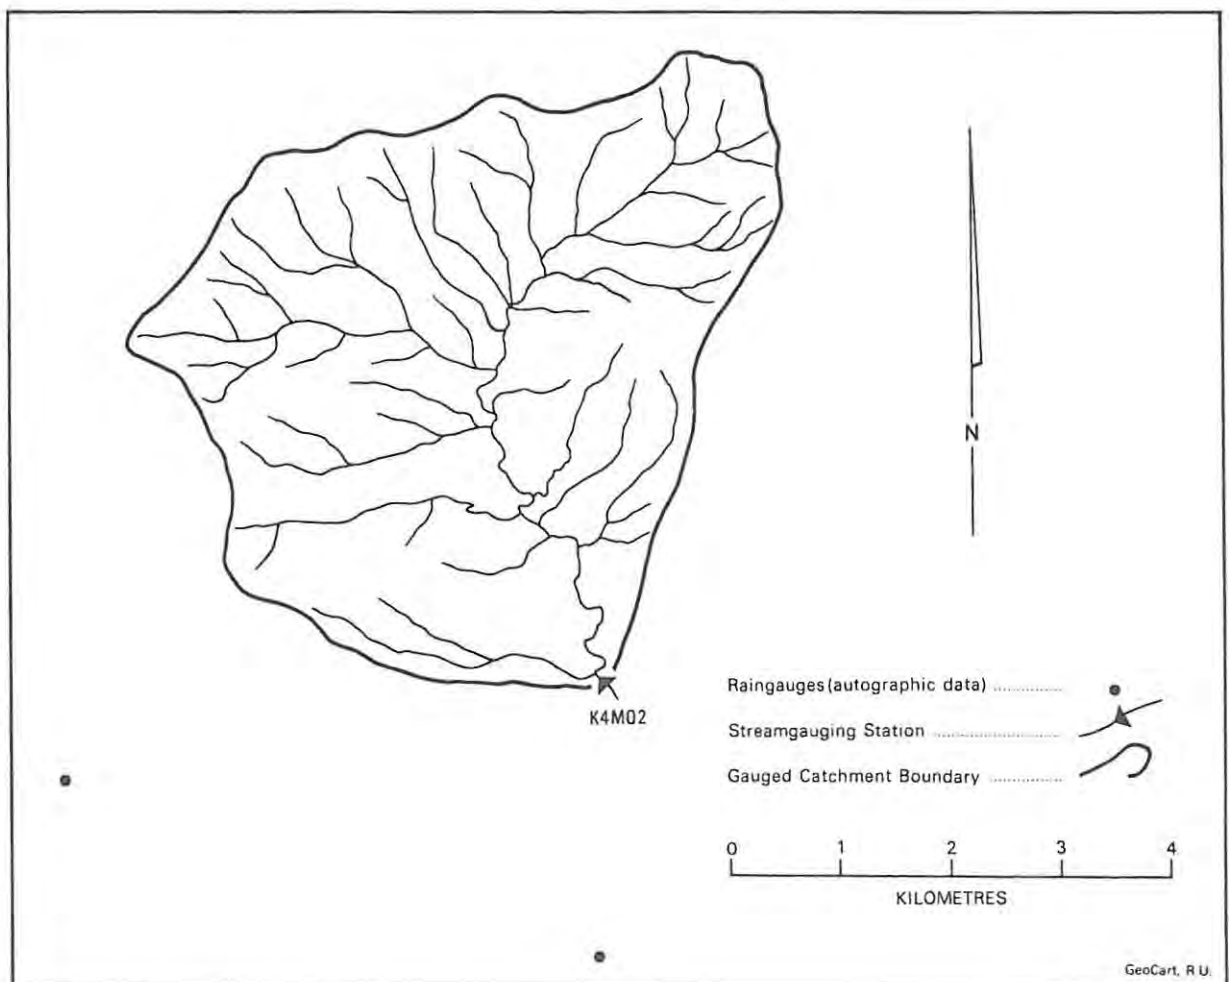 N
K4M02
Raingauges (autographic data) ..............
Streamgauging Station ..........................
Gauged Catchment Boundary ...............
0 1 2 3 4
KILOMETRES
GeoCart, R U.